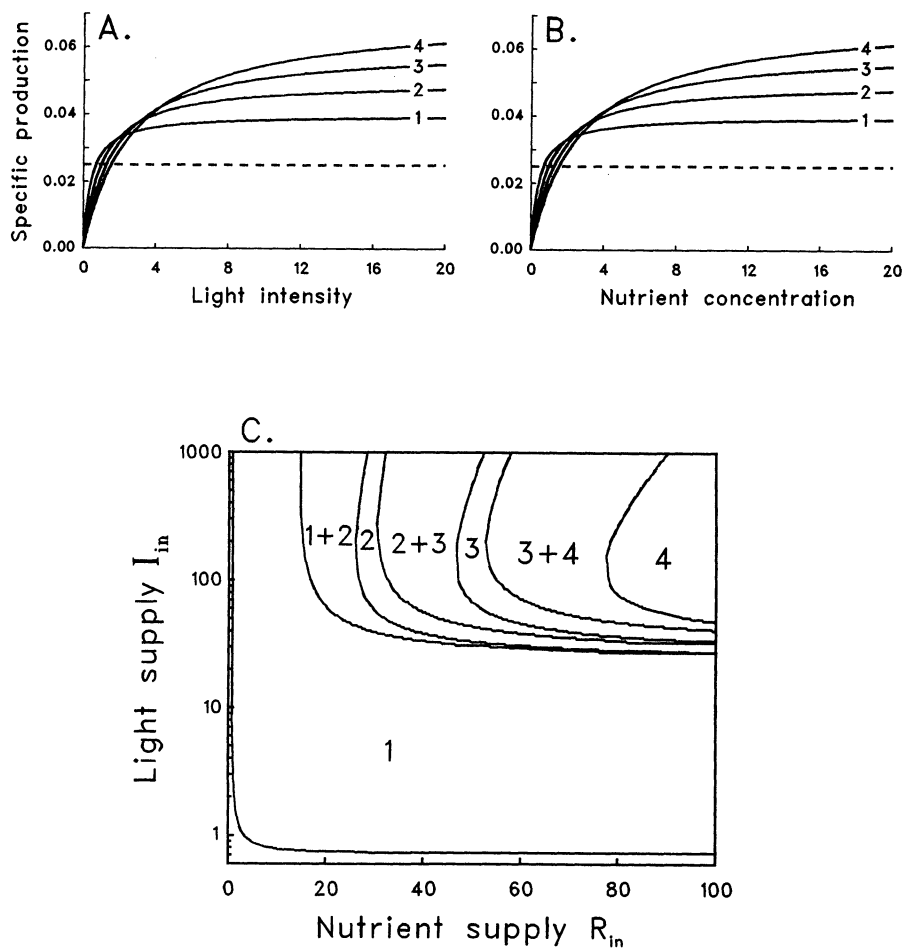 A.
Specific production
0.06
0.04
0.02
0.00
4
3
2
1
0 4 8 12 16 20
Light intensity
B.
0.06
0.04
0.02
0.00
4
3
2
1
0 4 8 12 16 20
Nutrient concentration
C.
Light supply I_in
1000
100
10
1
1+2 2 2+3 3 3+4 4
1
0 20 40 60 80 100
Nutrient supply R_in